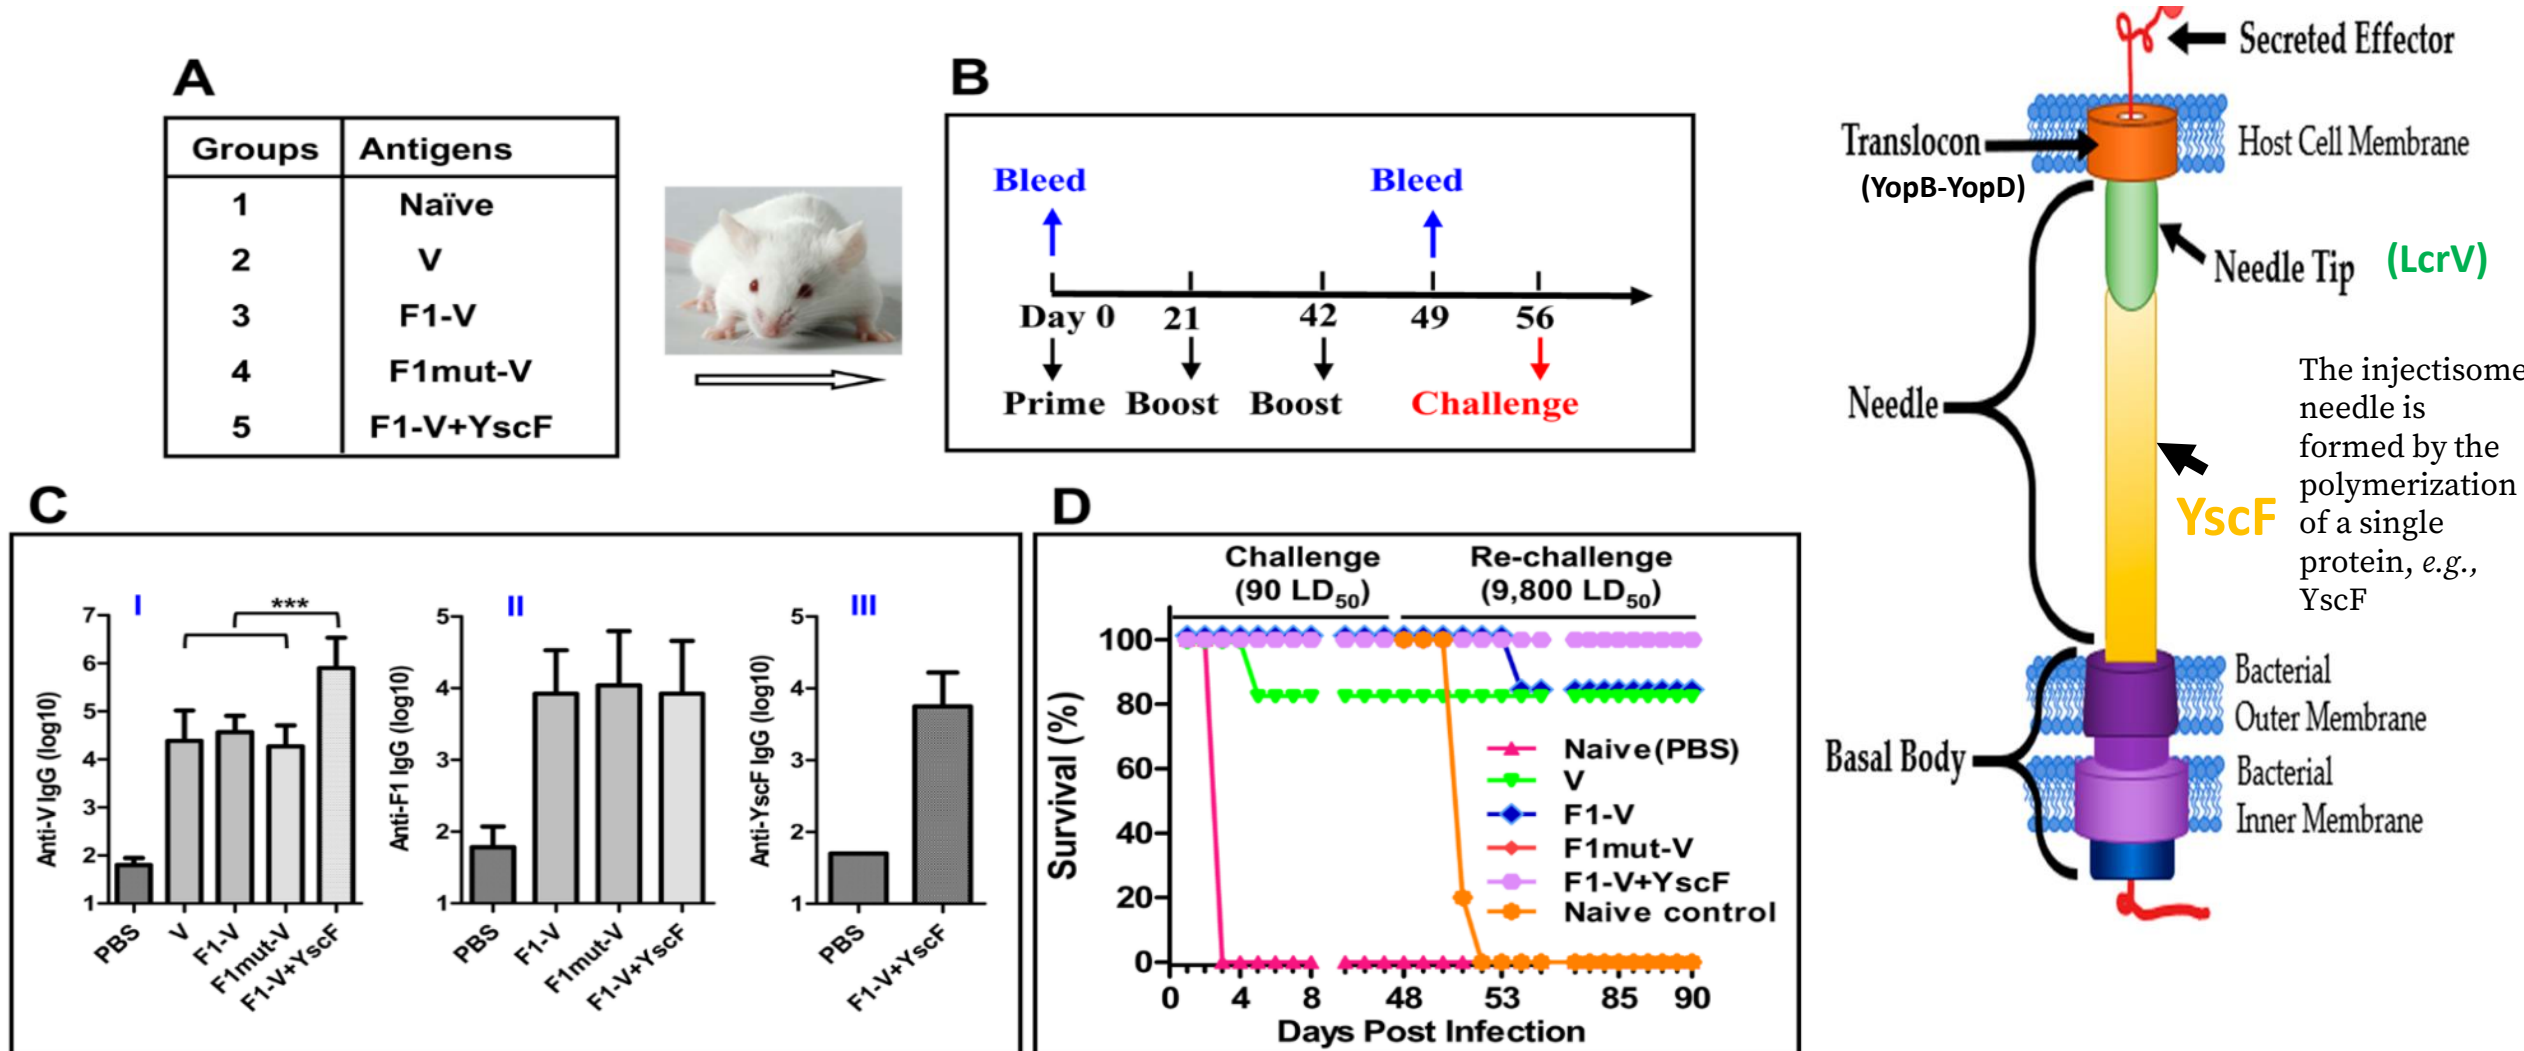 A
Groups Antigens
1 Naïve
2 V
3 F1-V
4 F1mut-V
5 F1-V+YscF
B
Bleed Bleed
Day 0 21 42 49 56
Prime Boost Boost Challenge
C
I
***
Anti-V IgG (log10)
7
6
5
4
3
2
1
PBS
V
F1-V
F1mut-V
F1-V+YscF
II
Anti-F1 IgG (log10)
5
4
3
2
1
PBS
F1-V
F1mut-V
F1-V+YscF
III
Anti-YscF IgG (log10)
5
4
3
2
1
PBS
F1-V+YscF
D
Challenge
(90 LD50)
Re-challenge
(9,800 LD50)
Survival (%)
100
80
60
40
20
0
Naive(PBS)
V
F1-V
F1mut-V
F1-V+YscF
Naive control
0 4 8 48 53 85 90
Days Post Infection
Secreted Effector
Translocon
(YopB-YopD)
Host Cell Membrane
Needle Tip (LcrV)
Needle
YscF
The injectisome
needle is
formed by the
polymerization
of a single
protein, e.g.,
YscF
Basal Body
Bacterial
Outer Membrane
Bacterial
Inner Membrane